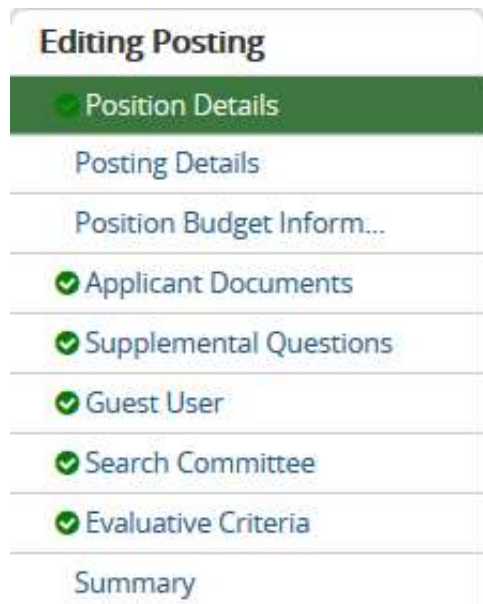 Editing Posting
Position Details
Posting Details
Position Budget Inform...
Applicant Documents
Supplemental Questions
Guest User
Search Committee
Evaluative Criteria
Summary